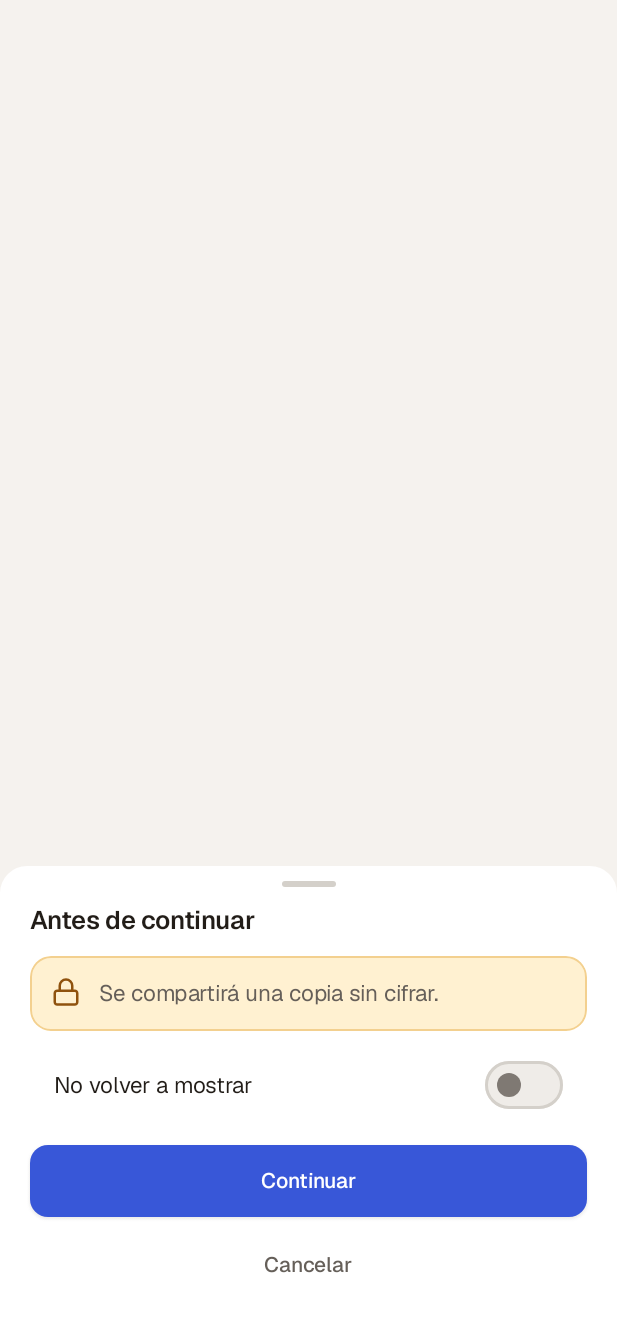 Antes de continuar
Se compartirá una copia sin cifrar.
No volver a mostrar
Continuar
Cancelar